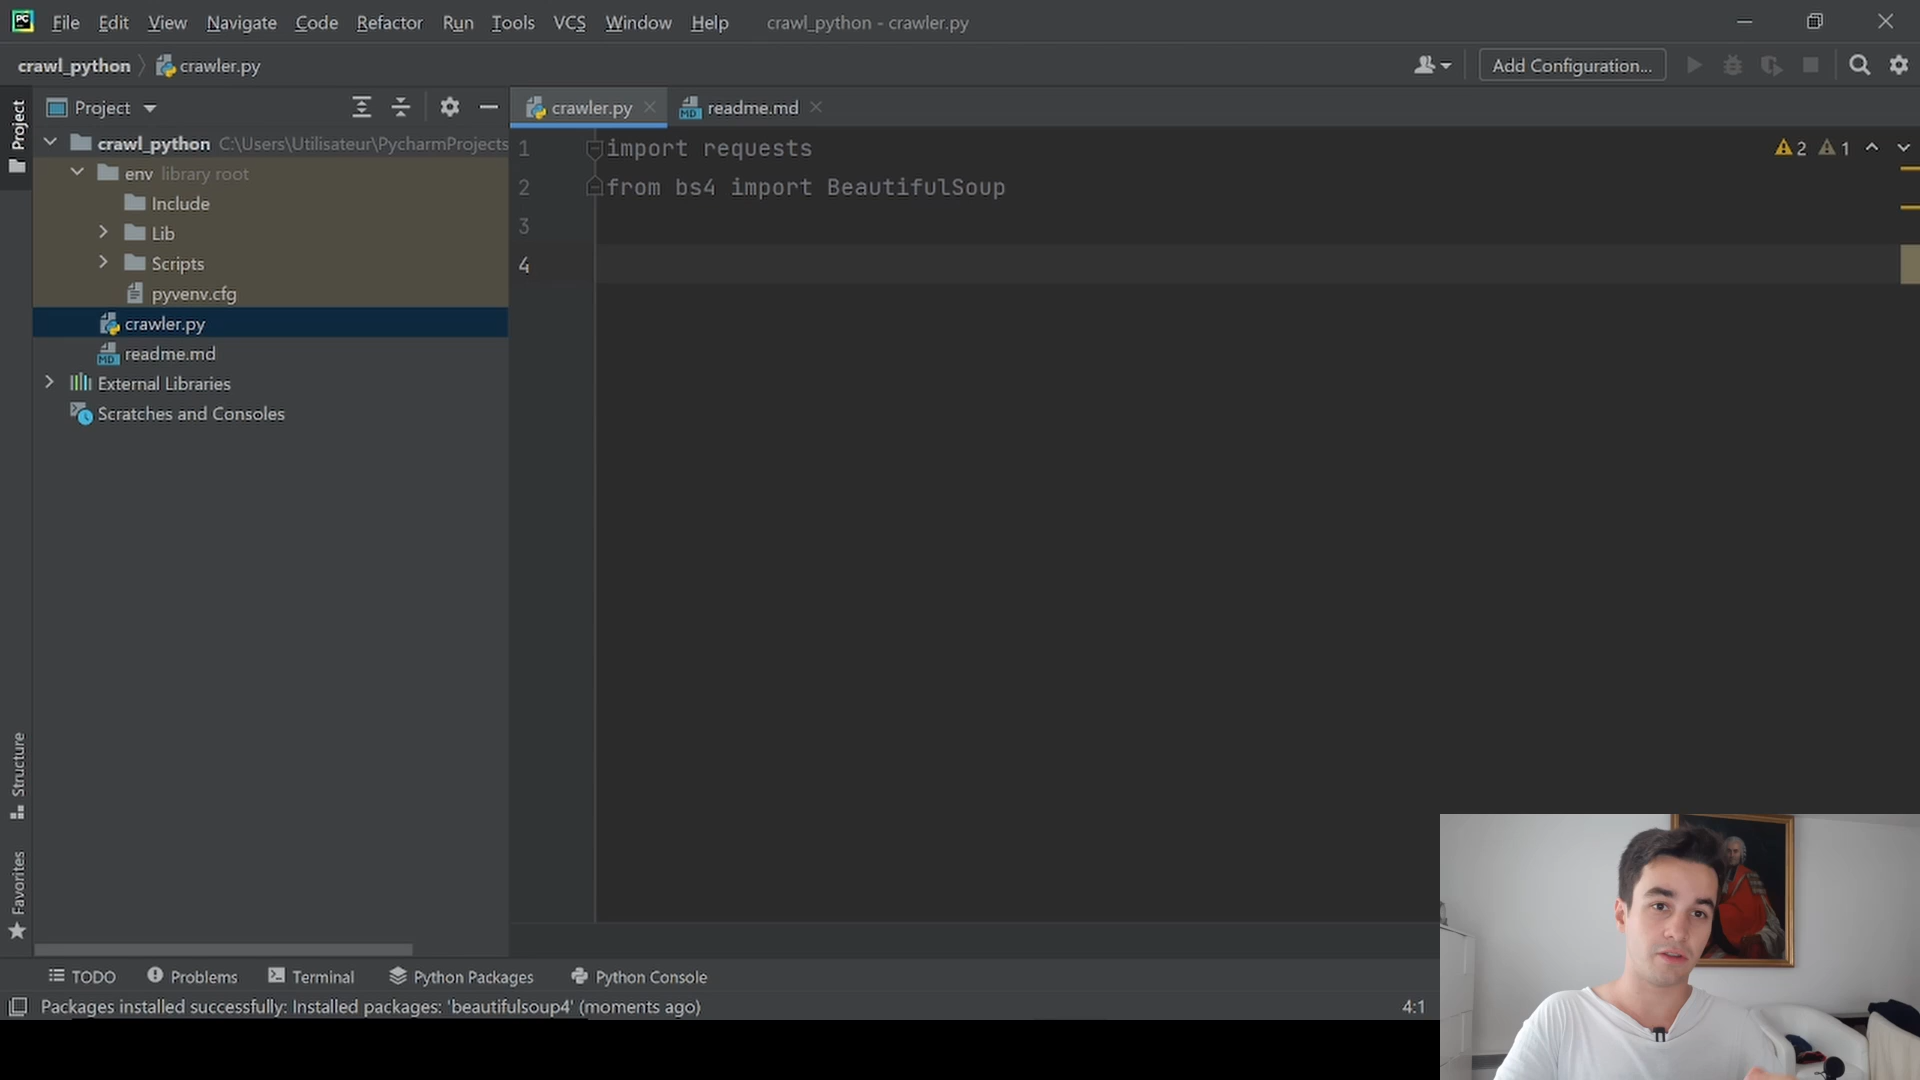 PC File Edit View Navigate Code Refactor Run Tools VCS Window Help crawl_python - crawler.py
crawl_python crawler.py Add Configuration...
Project
Project
crawler.py
readme.md
crawl_python C:\Users\Utilisateur\PycharmProjects
env library root
Include
Lib
Scripts
pyvenv.cfg
crawler.py
MD readme.md
External Libraries
Scratches and Consoles
1 import requests
2 from bs4 import BeautifulSoup
3
4
2 1
Structure
Favorites
TODO Problems Terminal Python Packages Python Console
Packages installed successfully: Installed packages: 'beautifulsoup4' (moments ago) 4:1